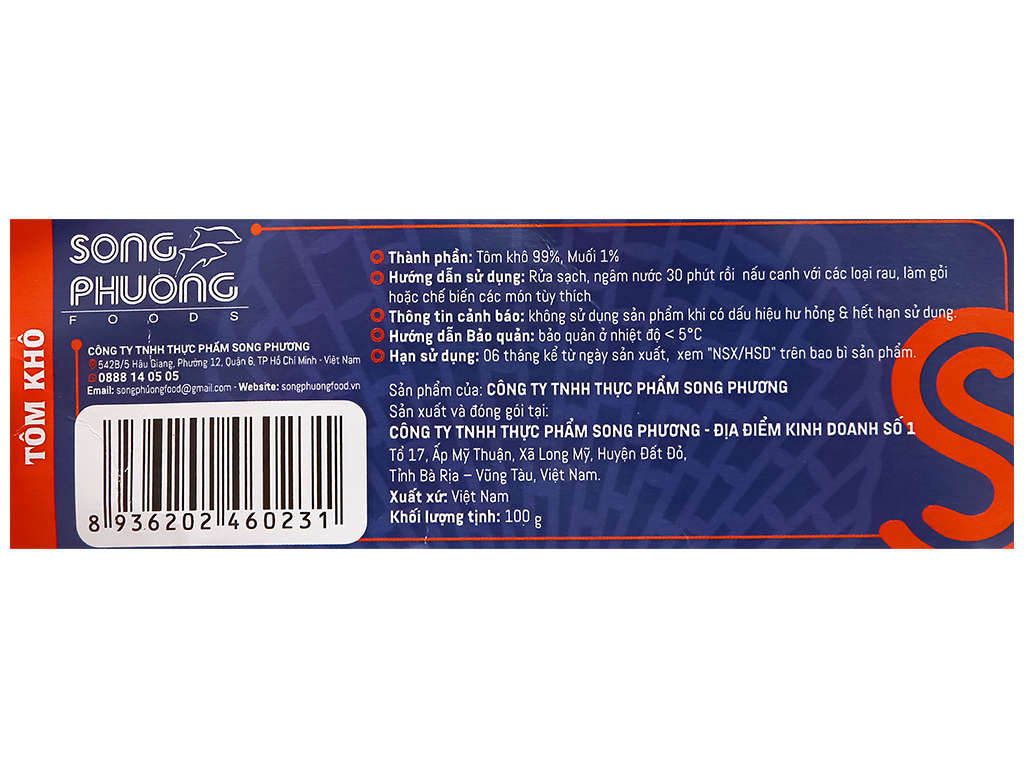 TÔM KHÔ
SONG
PHƯƠNG
FOODS
CÔNG TY TNHH THỰC PHẨM SONG PHƯƠNG
542B/5 Hậu Giang, Phường 12, Quận 6, TP Hồ Chí Minh - Việt Nam
0888 14 05 05
Email: songphuongfood@gmail.com - Website: songphuongfood.vn
8 936202 460231
Thành phần: Tôm khô 99%, Muối 1%
Hướng dẫn sử dụng: Rửa sạch, ngâm nước 30 phút rồi nấu canh với các loại rau, làm gỏi
hoặc chế biến các món tùy thích
Thông tin cảnh báo: không sử dụng sản phẩm khi có dấu hiệu hư hỏng & hết hạn sử dụng.
Hướng dẫn Bảo quản: bảo quản ở nhiệt độ < 5°C
Hạn sử dụng: 06 tháng kể từ ngày sản xuất, xem "NSX/HSD" trên bao bì sản phẩm.
Sản phẩm của: CÔNG TY TNHH THỰC PHẨM SONG PHƯƠNG
Sản xuất và đóng gói tại:
CÔNG TY TNHH THỰC PHẨM SONG PHƯƠNG - ĐỊA ĐIỂM KINH DOANH SỐ 1
Tổ 17, Ấp Mỹ Thuận, Xã Long Mỹ, Huyện Đất Đỏ,
Tỉnh Bà Rịa – Vũng Tàu, Việt Nam.
Xuất xứ: Việt Nam
Khối lượng tịnh: 100 g